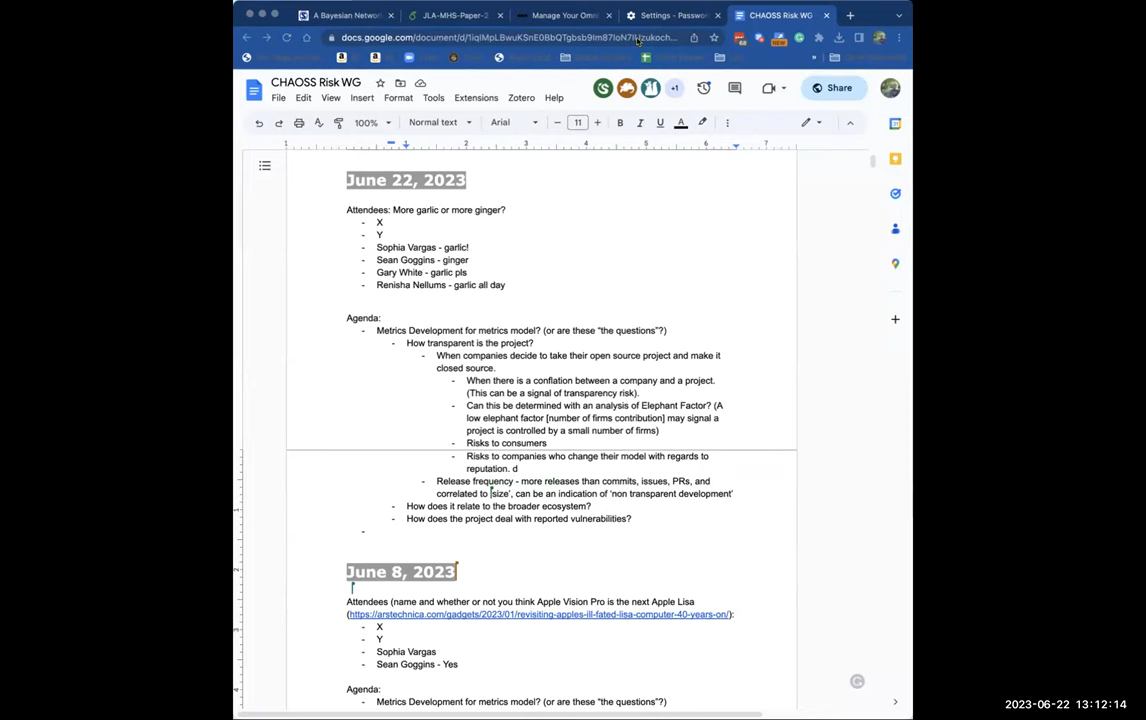 A Bayesian Networ
JLA-MHS-Paper-2
Manage Your Omni
Settings - Passwor
CHAOSS Risk WG
CHAOSS Risk WG
File Edit View Insert Format Tools Extensions Zotero Help
+1
Share
100% Normal text Arial 11 B I U A
1 1 2 3 4 5 6 7
June 22, 2023
Attendees: More garlic or more ginger?
- X
- Y
- Sophia Vargas - garlic!
- Sean Goggins - ginger
- Gary White - garlic pls
- Renisha Nellums - garlic all day
Agenda:
- Metrics Development for metrics model? (or are these “the questions”?)
- How transparent is the project?
- When companies decide to take their open source project and make it
closed source.
- When there is a conflation between a company and a project.
(This can be a signal of transparency risk).
- Can this be determined with an analysis of Elephant Factor? (A
low elephant factor [number of firms contribution] may signal a
project is controlled by a small number of firms)
- Risks to consumers
- Risks to companies who change their model with regards to
reputation. d
- Release frequency - more releases than commits, issues, PRs, and
correlated to ‘size’, can be an indication of ‘non transparent development’
- How does it relate to the broader ecosystem?
- How does the project deal with reported vulnerabilities?
-
June 8, 2023
Attendees (name and whether or not you think Apple Vision Pro is the next Apple Lisa
(https://arstechnica.com/gadgets/2023/01/revisiting-apples-ill-fated-lisa-computer-40-years-on/):
- X
- Y
- Sophia Vargas
- Sean Goggins - Yes
Agenda:
- Metrics Development for metrics model? (or are these “the questions”?)
2023-06-22 13:12:14